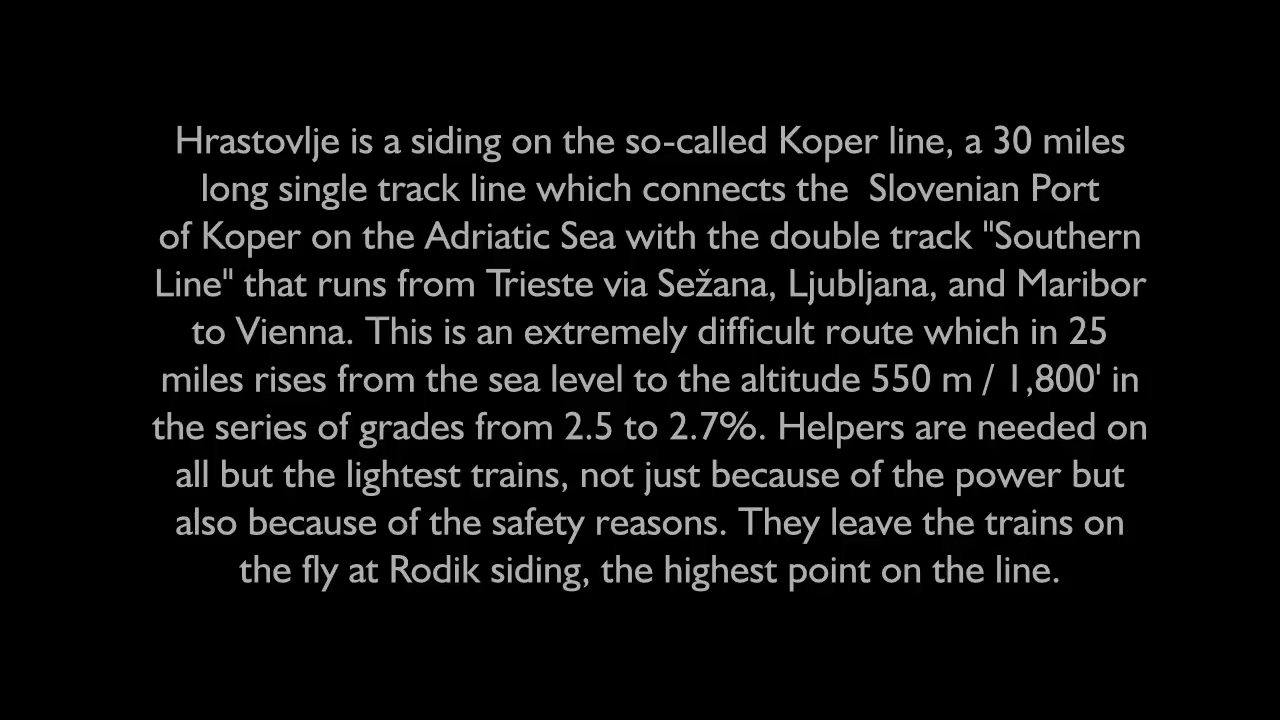 Hrastovlje is a siding on the so-called Koper line, a 30 miles
long single track line which connects the  Slovenian Port
of Koper on the Adriatic Sea with the double track "Southern
Line" that runs from Trieste via Sežana, Ljubljana, and Maribor
to Vienna. This is an extremely difficult route which in 25
miles rises from the sea level to the altitude 550 m / 1,800' in
the series of grades from 2.5 to 2.7%. Helpers are needed on
all but the lightest trains, not just because of the power but
also because of the safety reasons. They leave the trains on
the fly at Rodik siding, the highest point on the line.